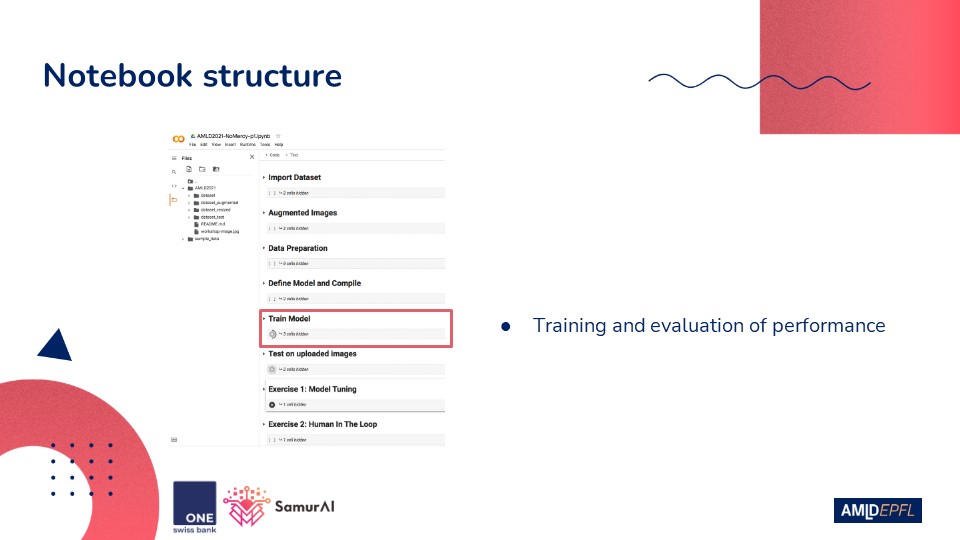 Notebook structure
AMLD2021-NoMercy-p1.ipynb
File Edit View Insert Runtime Tools Help
Files
+ Code + Text
..
AMLD2021
dataset
dataset_augmented
dataset_resized
dataset_test
README.md
workshop-image.jpg
sample_data
Import Dataset
[ ] ↳ 2 cells hidden
Augmented Images
[ ] ↳ 2 cells hidden
Data Preparation
[ ] ↳ 9 cells hidden
Define Model and Compile
[ ] ↳ 2 cells hidden
Train Model
↳ 3 cells hidden
Test on uploaded images
↳ 2 cells hidden
Exercise 1: Model Tuning
↳ 1 cell hidden
Exercise 2: Human In The Loop
[ ] ↳ 1 cell hidden
● Training and evaluation of performance
ONE
swiss bank
SamurAI
AMLDEPFL